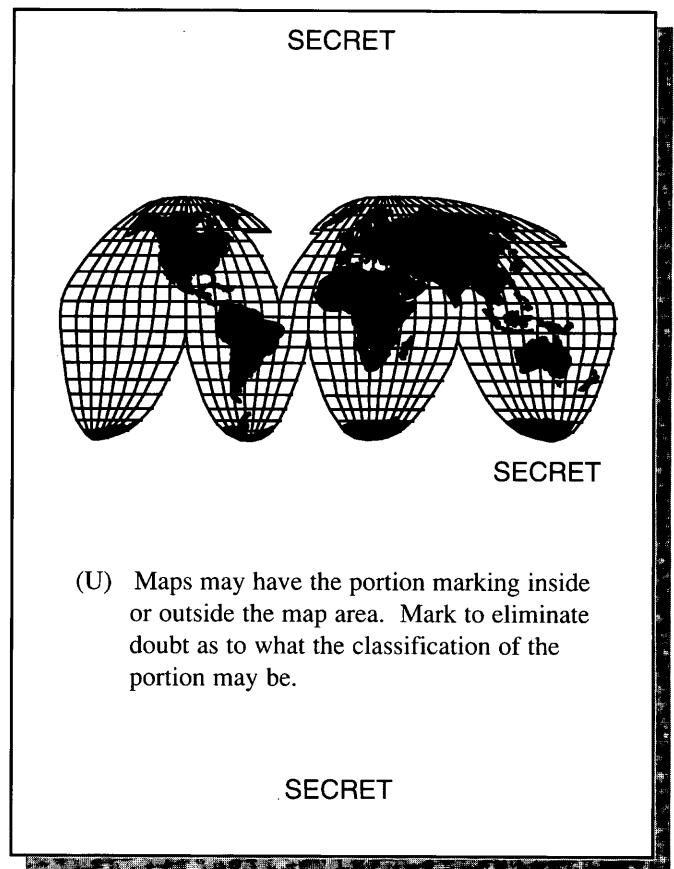 SECRET
SECRET
(U) Maps may have the portion marking inside
or outside the map area. Mark to eliminate
doubt as to what the classification of the
portion may be.
SECRET